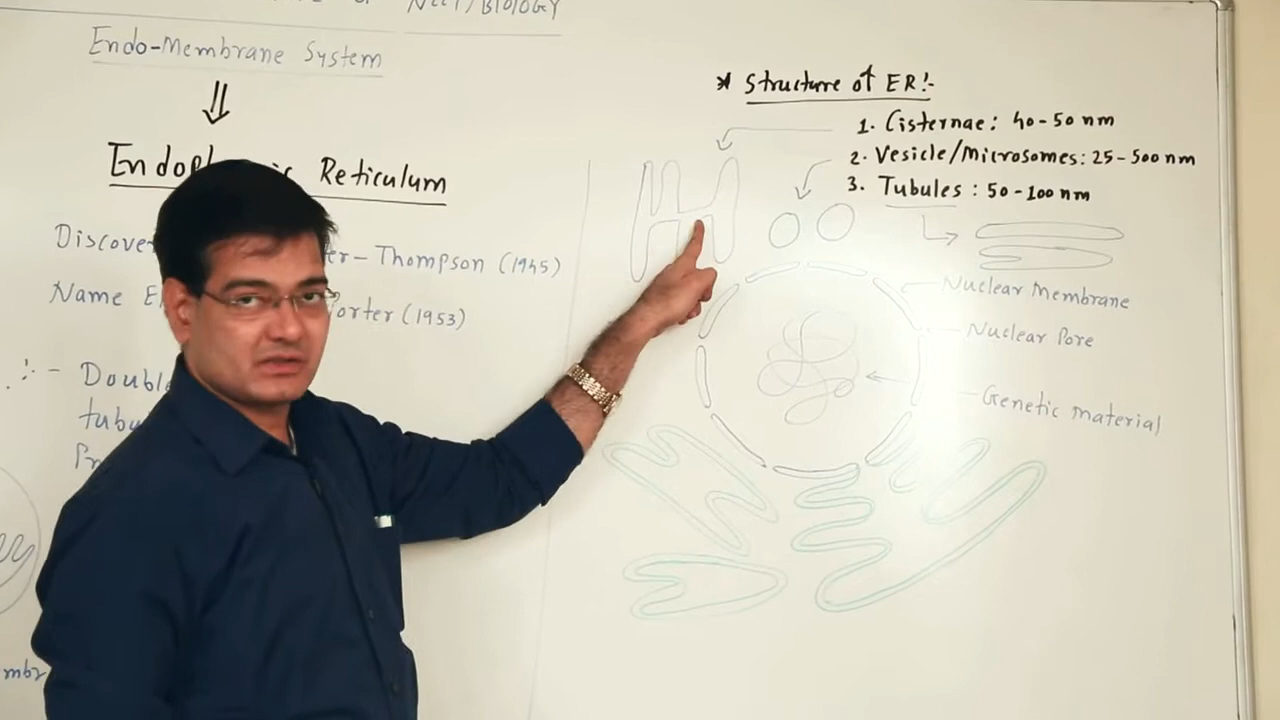 NEET/BIOLOGY
Endo-Membrane System
Reticulum
Thompson (1945)
Name
(1953)
Double
* Structure of ER!-
1. Cisternae: 40-50 nm
2. Vesicle/Microsomes: 25-500 nm
3. Tubules: 50-100 nm
Nuclear Membrane
Nuclear Pore
Genetic material